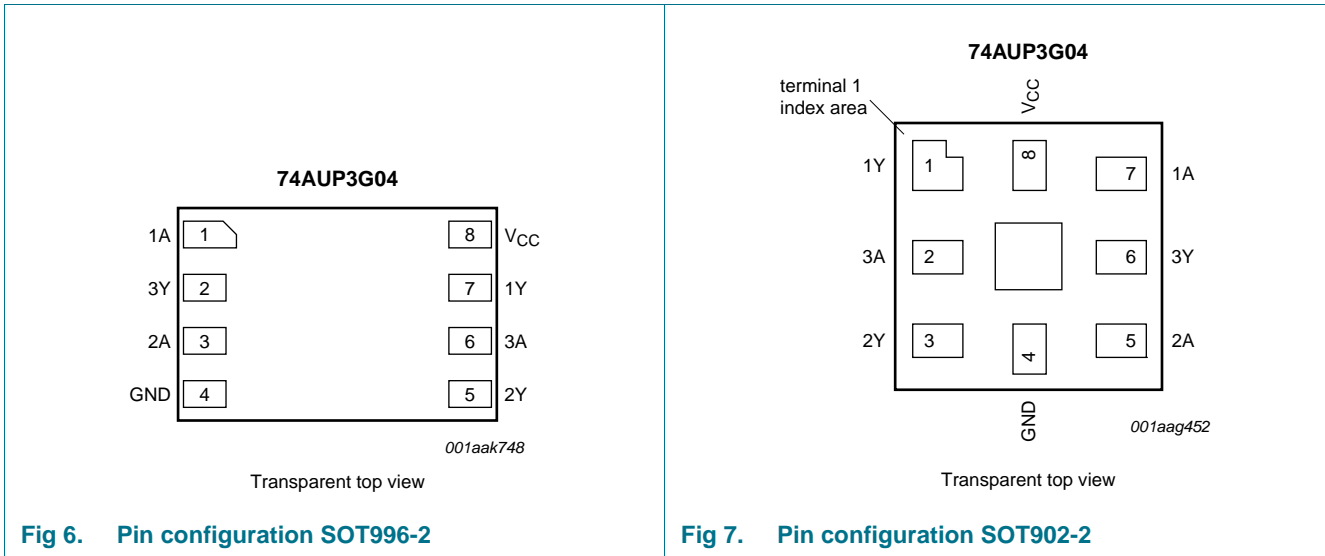 74AUP3G04
1A 1 8 VCC
3Y 2 7 1Y
2A 3 6 3A
GND 4 5 2Y
001aak748
Transparent top view
Fig 6. Pin configuration SOT996-2
74AUP3G04
terminal 1
index area
VCC
1Y 1 8 7 1A
3A 2 6 3Y
2Y 3 4 5 2A
GND
001aag452
Transparent top view
Fig 7. Pin configuration SOT902-2